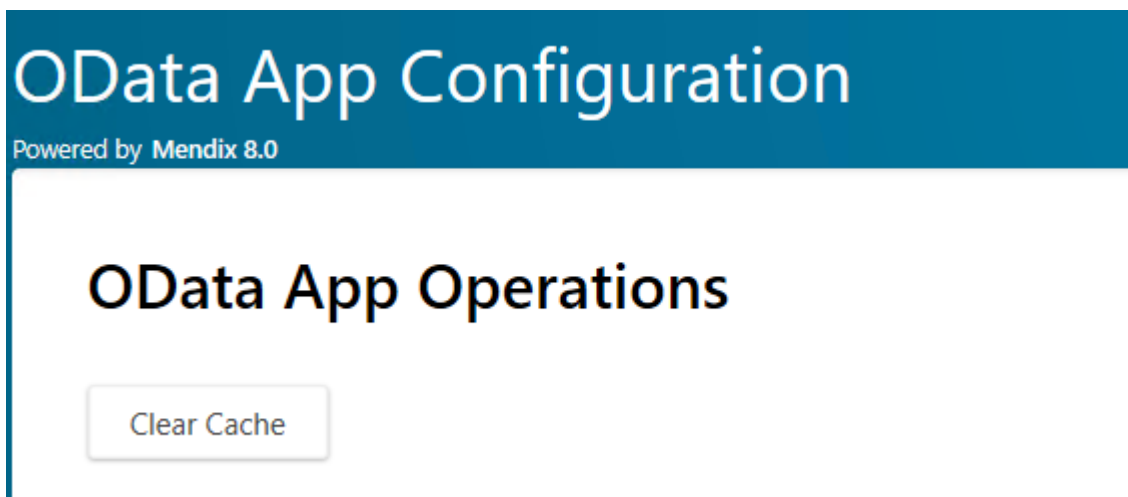 OData App Configuration
Powered by Mendix 8.0
OData App Operations
Clear Cache